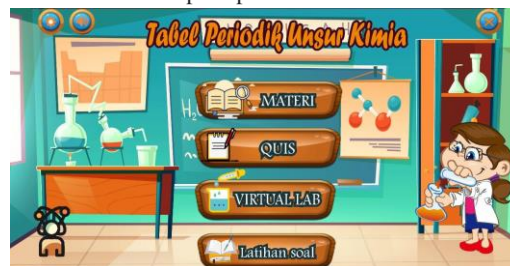 Tabel Periodik Unsur Kimia
MATERI
QUIS
VIRTUAL LAB
Latihan soal